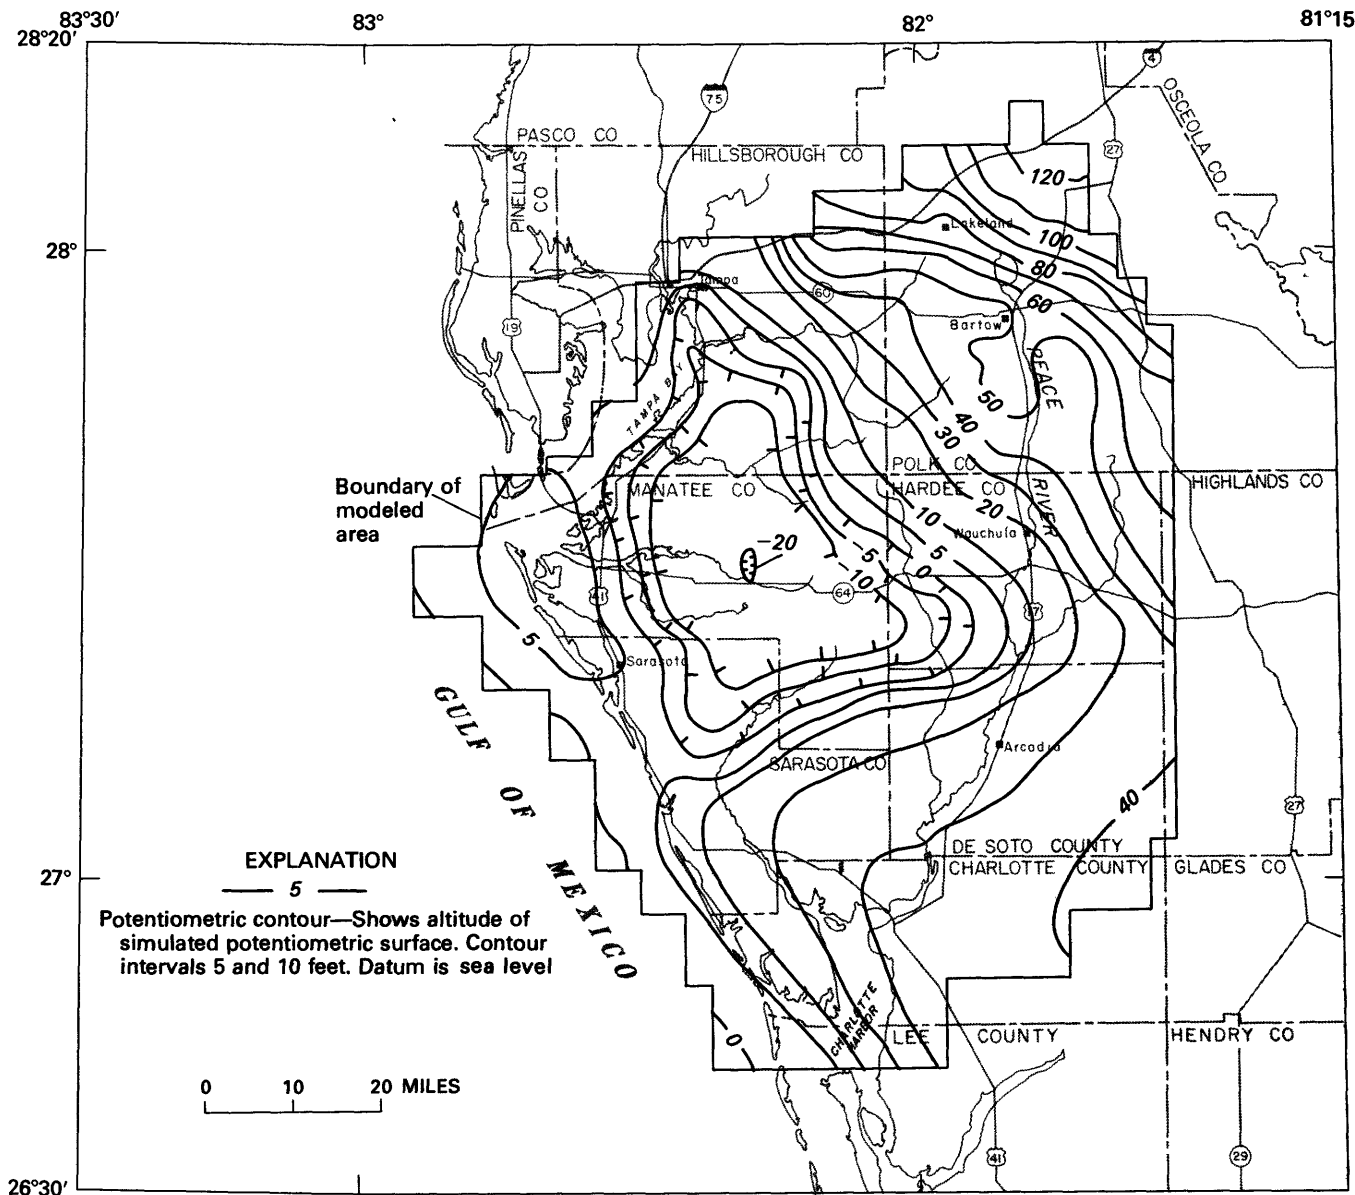 83°30′
83°
82°
81°15
28°20′
4
75
OSCEOLA CO
PASCO CO
27
HILLSBOROUGH CO
PINELLAS
CO
120
Lakeland
100
28°
80
Tampa
60
60
Bartow
19
PEACE
TAMPA BAY
50
40
30
POLK CO
Boundary of
modeled
area
MANATEE CO
HARDEE CO
HIGHLANDS CO
RIVER
20
10
Wauchula
-20
5
-5
0
-10
64
41
17
5
Sarasota
GULF OF MEXICO
Arcadia
SARASOTA CO
40
27
DE SOTO COUNTY
CHARLOTTE COUNTY
GLADES CO
27°
EXPLANATION
5
Potentiometric contour—Shows altitude of
simulated potentiometric surface. Contour
intervals 5 and 10 feet. Datum is sea level
CHARLOTTE
HARBOR
0
LEE COUNTY
HENDRY CO
0 10 20 MILES
41
29
26°30′